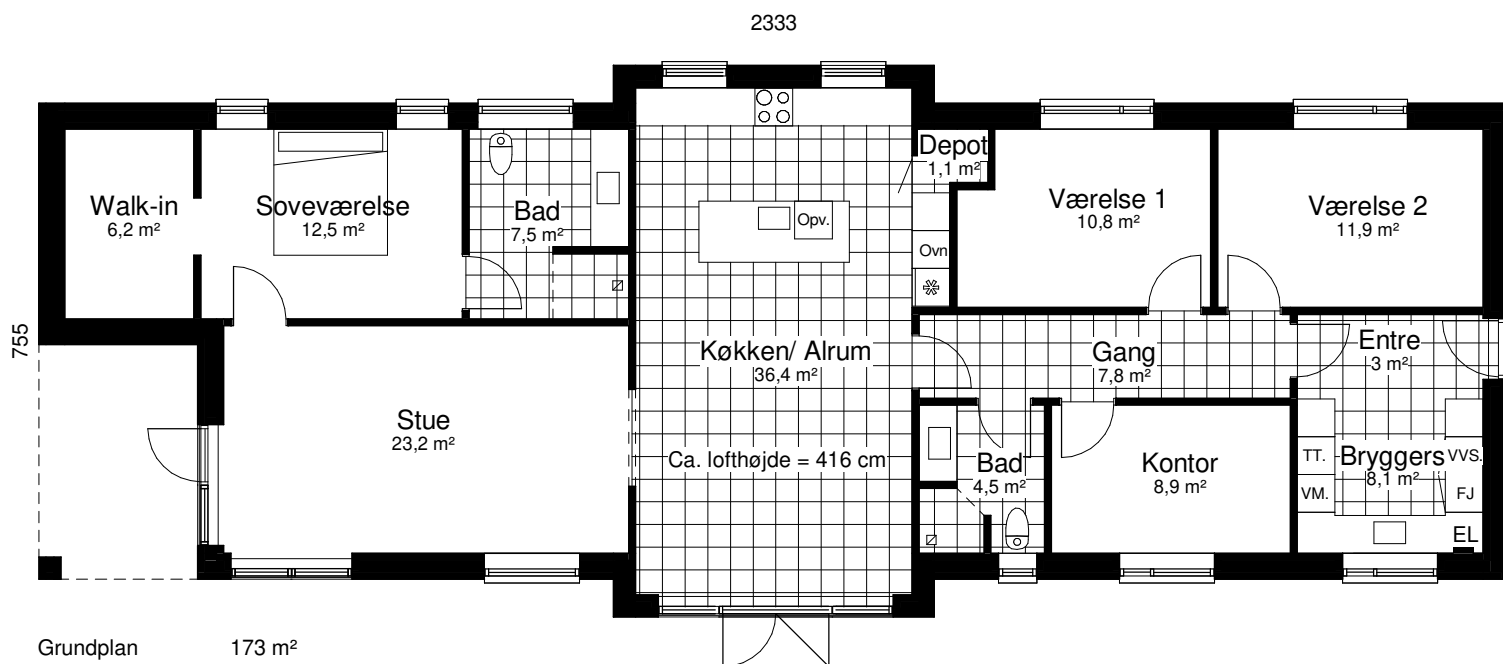 2333
Depot
1,1 m²
Walk-in
6,2 m²
Soveværelse
12,5 m²
Bad
7,5 m²
Opv.
Ovn
Værelse 1
10,8 m²
Værelse 2
11,9 m²
755
Køkken/ Alrum
36,4 m²
Gang
7,8 m²
Entre
3 m²
Stue
23,2 m²
Ca. lofthøjde = 416 cm
Bad
4,5 m²
Kontor
8,9 m²
TT.
VM.
Bryggers
8,1 m²
VVS.
FJ
EL
Grundplan 173 m²